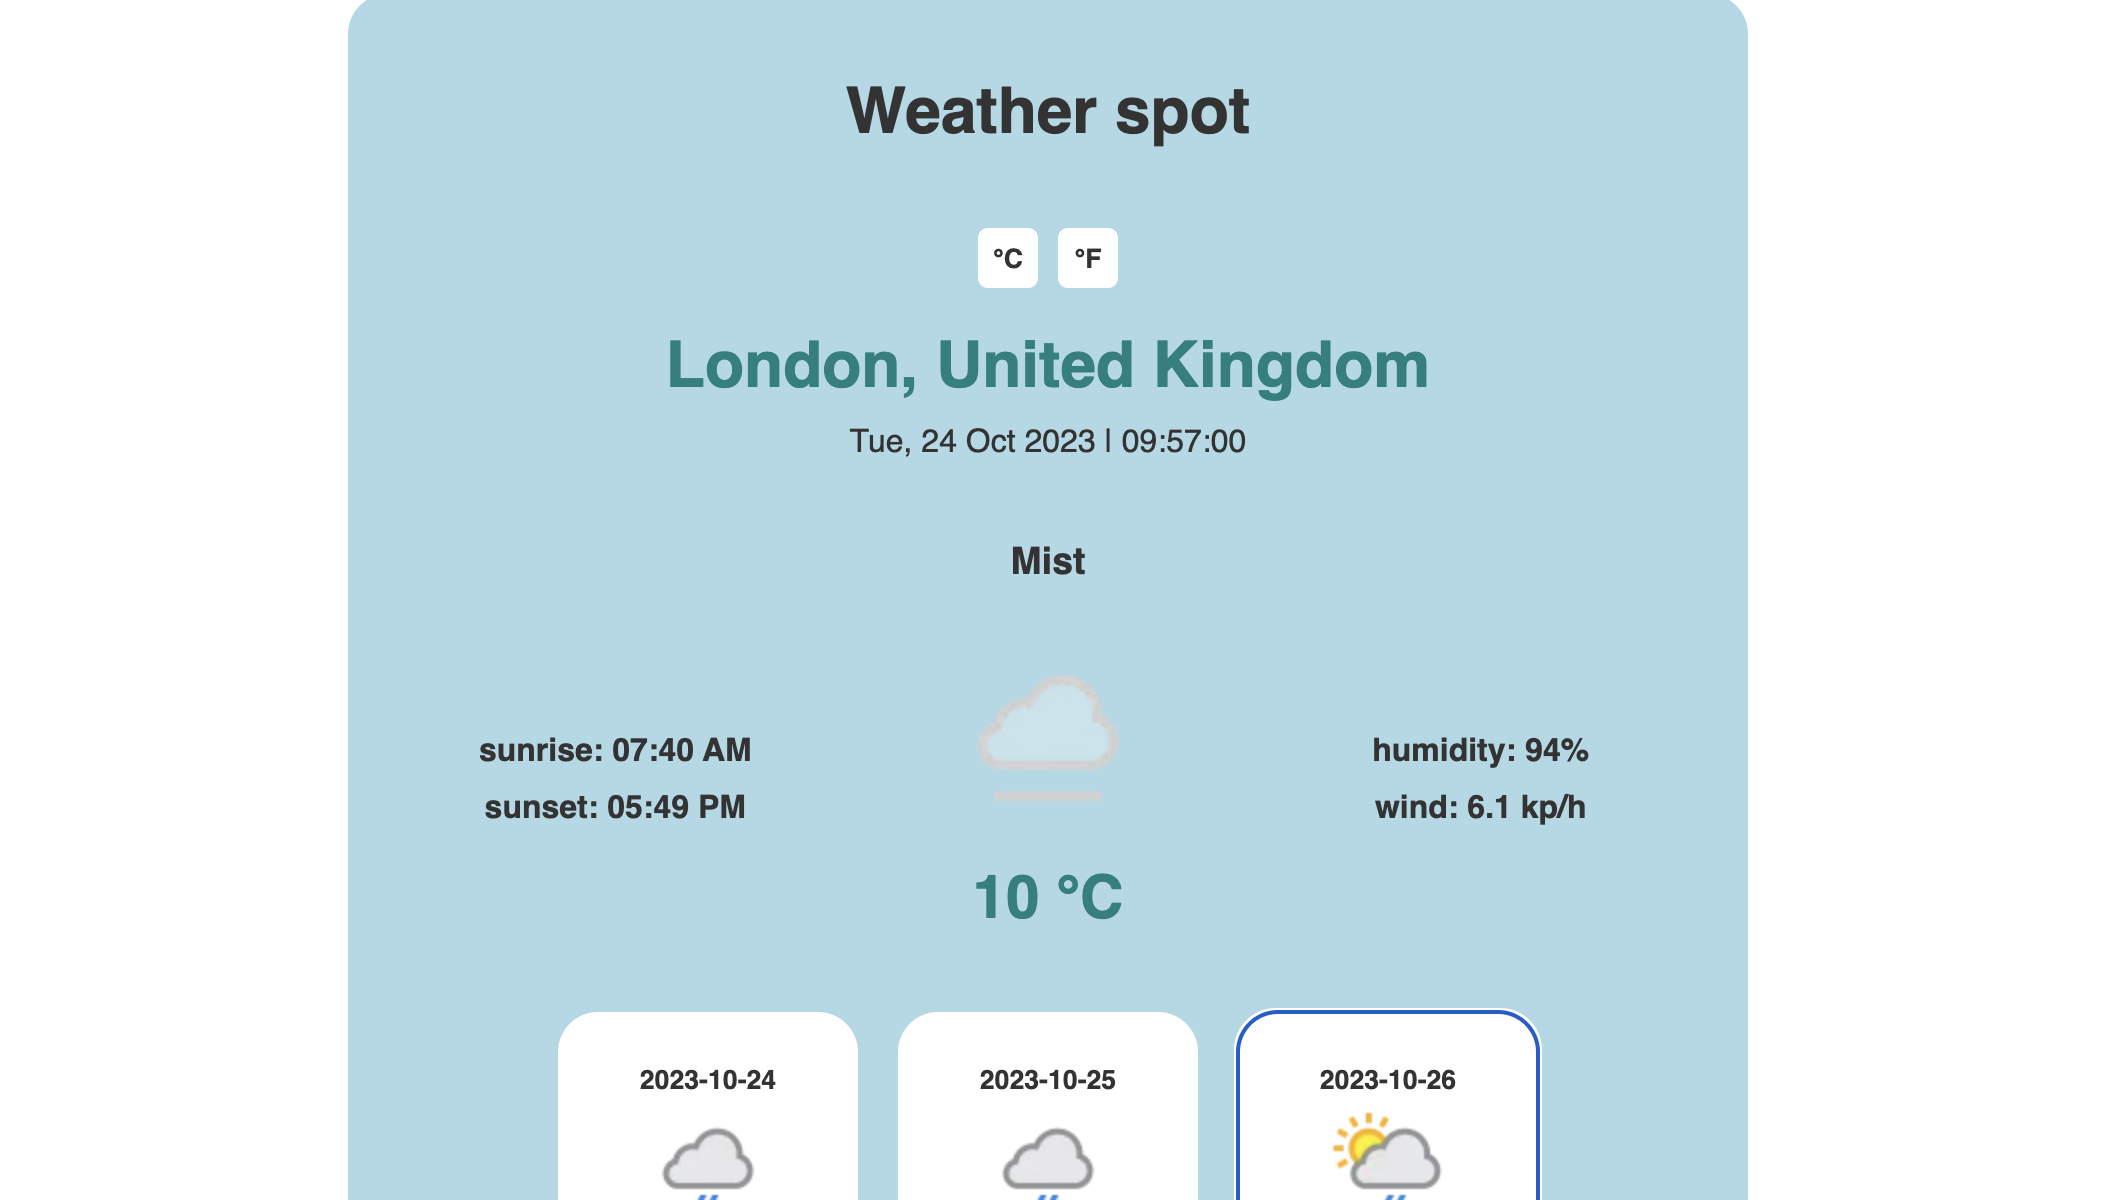 Weather spot
°C °F
London, United Kingdom
Tue, 24 Oct 2023 | 09:57:00
Mist
sunrise: 07:40 AM
sunset: 05:49 PM
humidity: 94%
wind: 6.1 kp/h
10 °C
2023-10-24 2023-10-25 2023-10-26